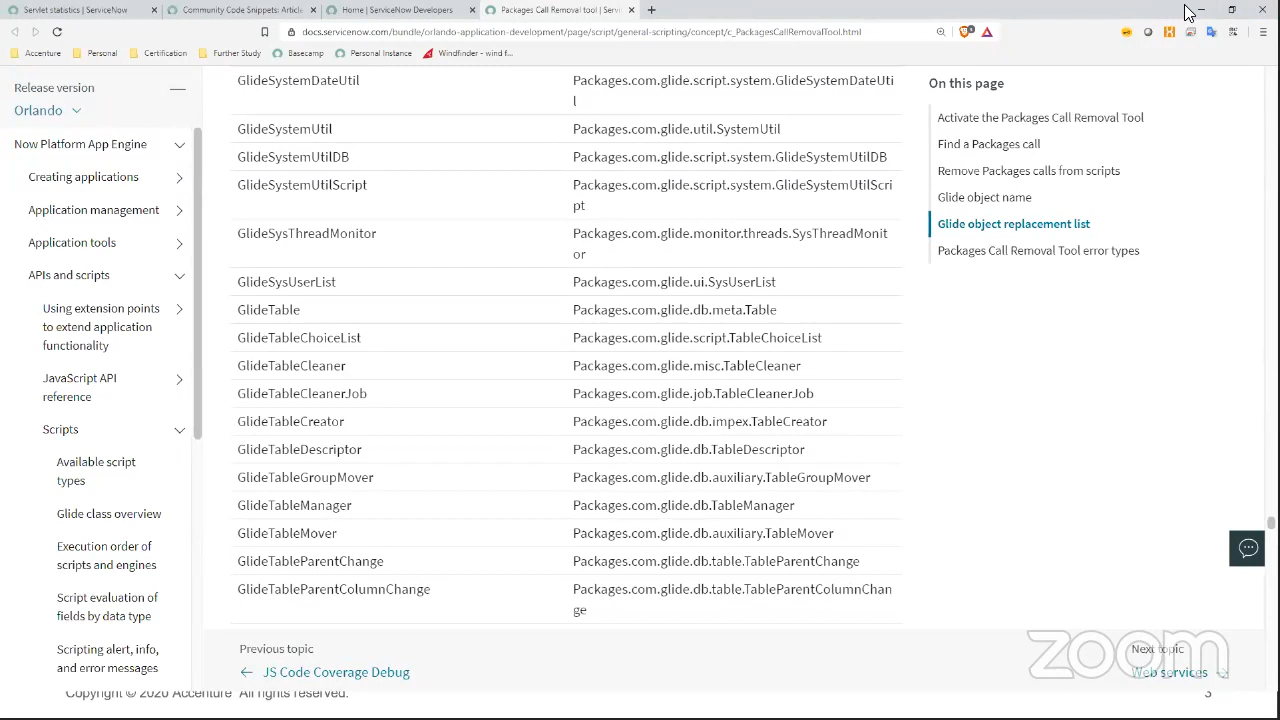 Servlet statistics | ServiceNow
Community Code Snippets: Article
Home | ServiceNow Developers
Packages Call Removal tool | Servi
docs.servicenow.com/bundle/orlando-application-development/page/script/general-scripting/concept/c_PackagesCallRemovalTool.html
Accenture
Personal
Certification
Further Study
Basecamp
Personal Instance
Windfinder - wind f...
Release version
Orlando
Now Platform App Engine
Creating applications
Application management
Application tools
APIs and scripts
Using extension points
to extend application
functionality
JavaScript API
reference
Scripts
Available script
types
Glide class overview
Execution order of
scripts and engines
Script evaluation of
fields by data type
Scripting alert, info,
and error messages
GlideSystemDateUtil Packages.com.glide.script.system.GlideSystemDateUti
l
GlideSystemUtil Packages.com.glide.util.SystemUtil
GlideSystemUtilDB Packages.com.glide.script.system.GlideSystemUtilDB
GlideSystemUtilScript Packages.com.glide.script.system.GlideSystemUtilScri
pt
GlideSysThreadMonitor Packages.com.glide.monitor.threads.SysThreadMonit
or
GlideSysUserList Packages.com.glide.ui.SysUserList
GlideTable Packages.com.glide.db.meta.Table
GlideTableChoiceList Packages.com.glide.script.TableChoiceList
GlideTableCleaner Packages.com.glide.misc.TableCleaner
GlideTableCleanerJob Packages.com.glide.job.TableCleanerJob
GlideTableCreator Packages.com.glide.db.impex.TableCreator
GlideTableDescriptor Packages.com.glide.db.TableDescriptor
GlideTableGroupMover Packages.com.glide.db.auxiliary.TableGroupMover
GlideTableManager Packages.com.glide.db.TableManager
GlideTableMover Packages.com.glide.db.auxiliary.TableMover
GlideTableParentChange Packages.com.glide.db.table.TableParentChange
GlideTableParentColumnChange Packages.com.glide.db.table.TableParentColumnChan
ge
On this page
Activate the Packages Call Removal Tool
Find a Packages call
Remove Packages calls from scripts
Glide object name
Glide object replacement list
Packages Call Removal Tool error types
Previous topic
← JS Code Coverage Debug
Next topic
Web services →
zoom
Copyright © 2020 Accenture All rights reserved.
3